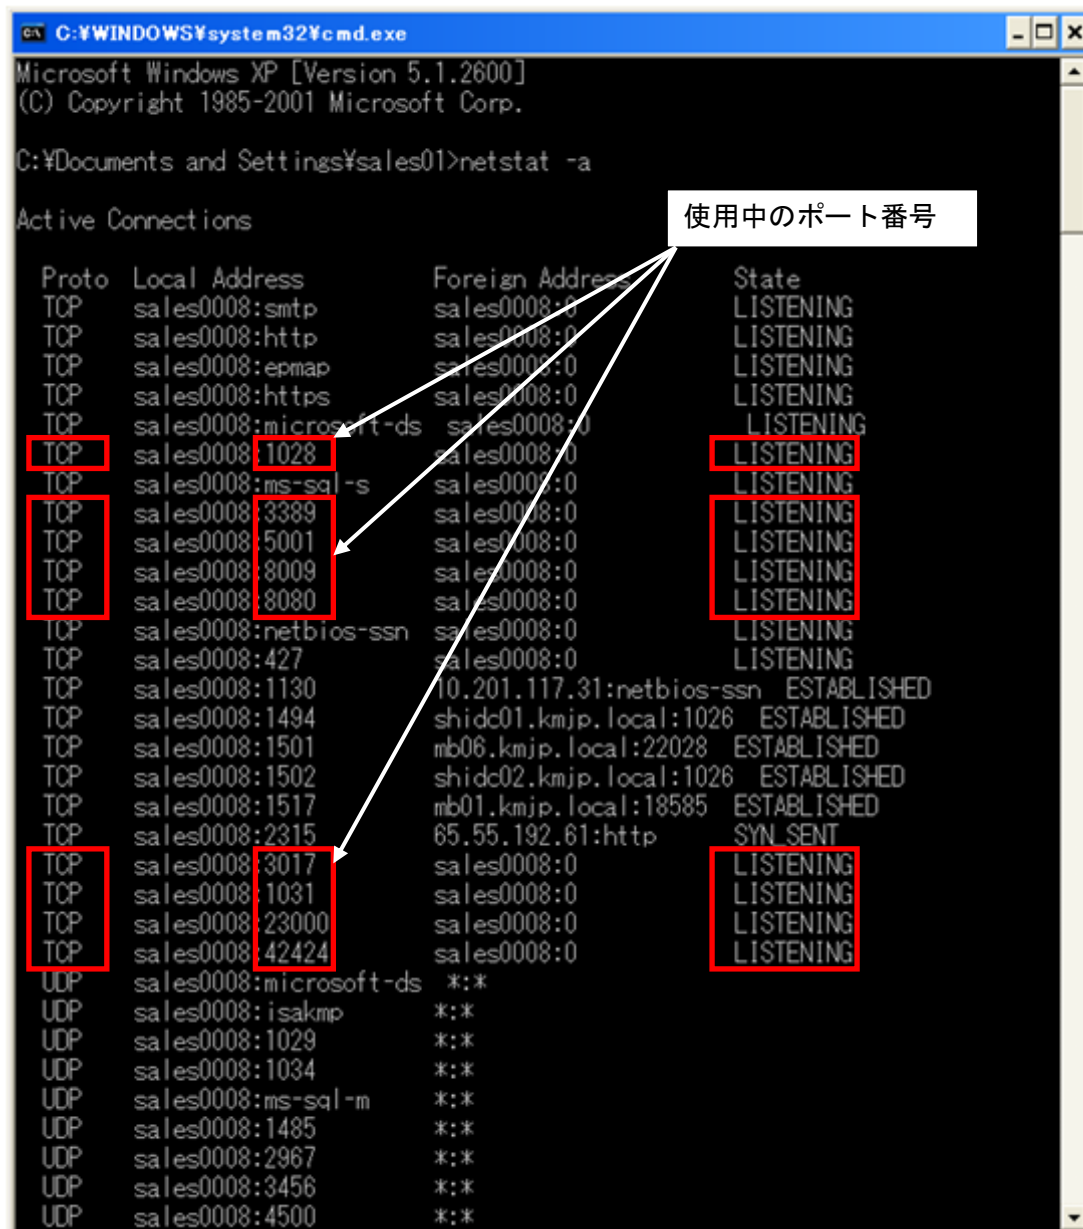 C:¥WINDOWS¥system32¥cmd.exe
Microsoft Windows XP [Version 5.1.2600]
(C) Copyright 1985-2001 Microsoft Corp.
C:¥Documents and Settings¥sales01>netstat -a
使用中のポート番号
Active Connections
Proto Local Address Foreign Address State
TCP sales0008:smtp sales0008:0 LISTENING
TCP sales0008:http sales0008:0 LISTENING
TCP sales0008:epmap sales0008:0 LISTENING
TCP sales0008:https sales0008:0 LISTENING
TCP sales0008:microsoft-ds sales0008:0 LISTENING
TCP sales0008:1028 sales0008:0 LISTENING
TCP sales0008:ms-sql-s sales0008:0 LISTENING
TCP sales0008:3389 sales0008:0 LISTENING
TCP sales0008:5001 sales0008:0 LISTENING
TCP sales0008:8009 sales0008:0 LISTENING
TCP sales0008:8080 sales0008:0 LISTENING
TCP sales0008:netbios-ssn sales0008:0 LISTENING
TCP sales0008:427 sales0008:0 LISTENING
TCP sales0008:1130 10.201.117.31:netbios-ssn ESTABLISHED
TCP sales0008:1494 shidc01.kmjp.local:1026 ESTABLISHED
TCP sales0008:1501 mb06.kmjp.local:22028 ESTABLISHED
TCP sales0008:1502 shidc02.kmjp.local:1026 ESTABLISHED
TCP sales0008:1517 mb01.kmjp.local:18585 ESTABLISHED
TCP sales0008:2315 65.55.192.61:http SYN_SENT
TCP sales0008:3017 sales0008:0 LISTENING
TCP sales0008:1031 sales0008:0 LISTENING
TCP sales0008:23000 sales0008:0 LISTENING
TCP sales0008:42424 sales0008:0 LISTENING
UDP sales0008:microsoft-ds *:*
UDP sales0008:isakmp *:*
UDP sales0008:1029 *:*
UDP sales0008:1034 *:*
UDP sales0008:ms-sql-m *:*
UDP sales0008:1485 *:*
UDP sales0008:2967 *:*
UDP sales0008:3456 *:*
UDP sales0008:4500 *:*